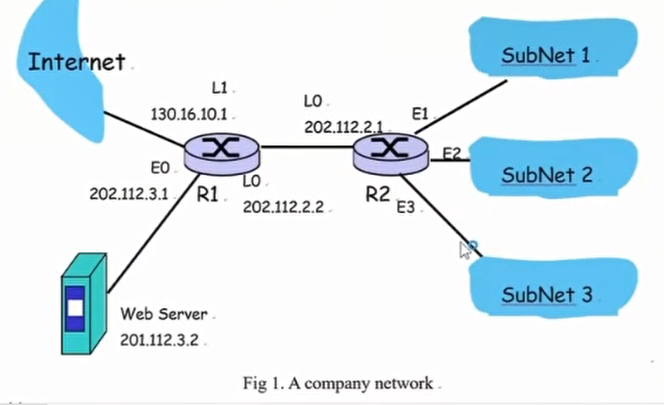 Internet
SubNet 1
L1
130.16.10.1
L0
202.112.2.1
E1
E2
SubNet 2
E0
202.112.3.1
R1
L0
202.112.2.2
R2
E3
SubNet 3
Web Server
201.112.3.2
Fig 1. A company network